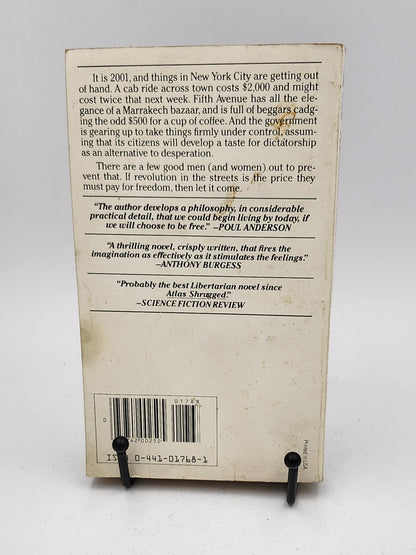 It is 2001, and things in New York City are getting out
of hand. A cab ride across town costs $2,000 and might
cost twice that next week. Fifth Avenue has all the ele-
gance of a Marrakech bazaar, and is full of beggars cadg-
ing the odd $500 for a cup of coffee. And the government
is gearing up to take things firmly under control, assum-
ing that its citizens will develop a taste for dictatorship
as an alternative to desperation.
There are a few good men (and women) out to pre-
vent that. If revolution in the streets is the price they
must pay for freedom, then let it come.
"The author develops a philosophy, in considerable
practical detail, that we could begin living by today, if
we will choose to be free." –POUL ANDERSON
"A thrilling novel, crisply written, that fires the
imagination as effectively as it stimulates the feelings."
–ANTHONY BURGESS
"Probably the best Libertarian novel since
Atlas Shrugged."
–SCIENCE FICTION REVIEW
01768
0
42 00250
IS 0-441-01768-1
Printed in USA